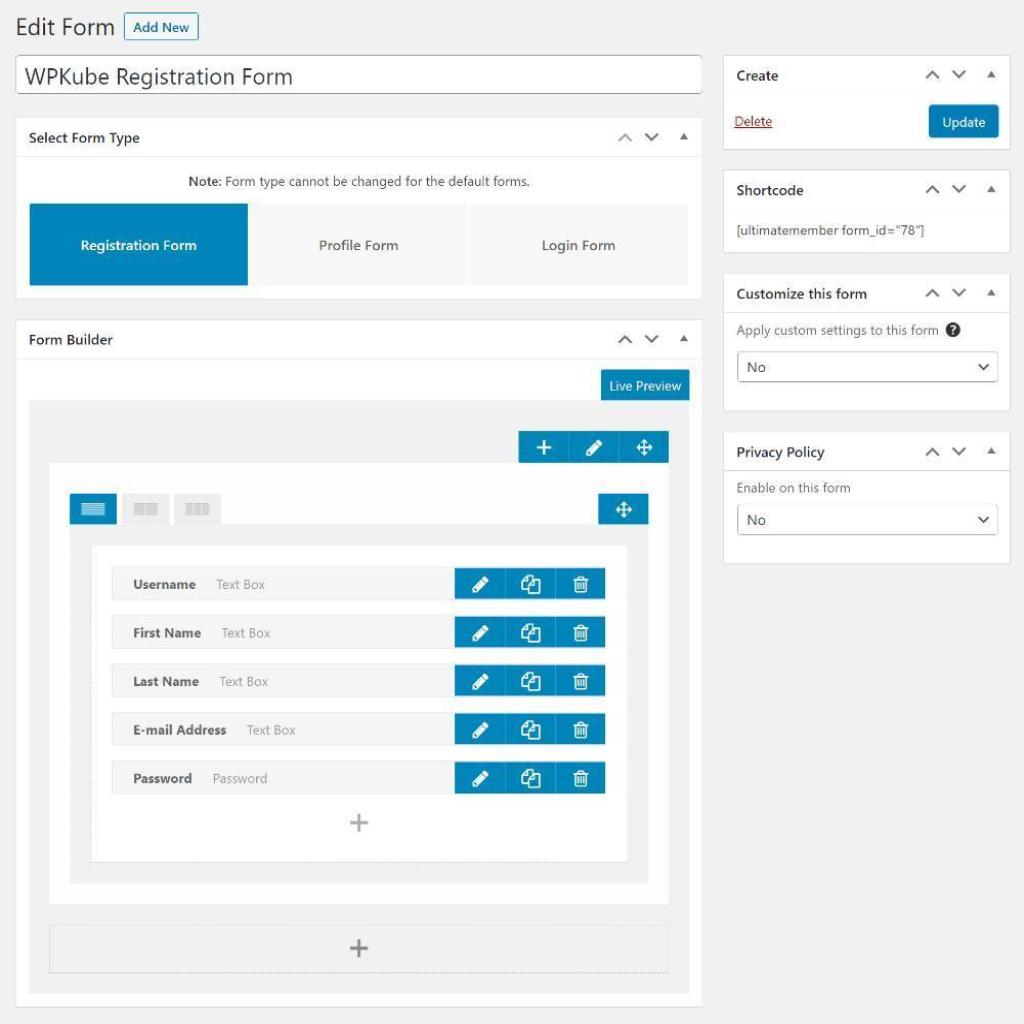 Edit Form Add New
WPKube Registration Form
Select Form Type
Note: Form type cannot be changed for the default forms.
Registration Form Profile Form Login Form
Form Builder
Live Preview
Username Text Box
First Name Text Box
Last Name Text Box
E-mail Address Text Box
Password Password
Create
Delete Update
Shortcode
[ultimatemember form_id="78"]
Customize this form
Apply custom settings to this form ?
No
Privacy Policy
Enable on this form
No